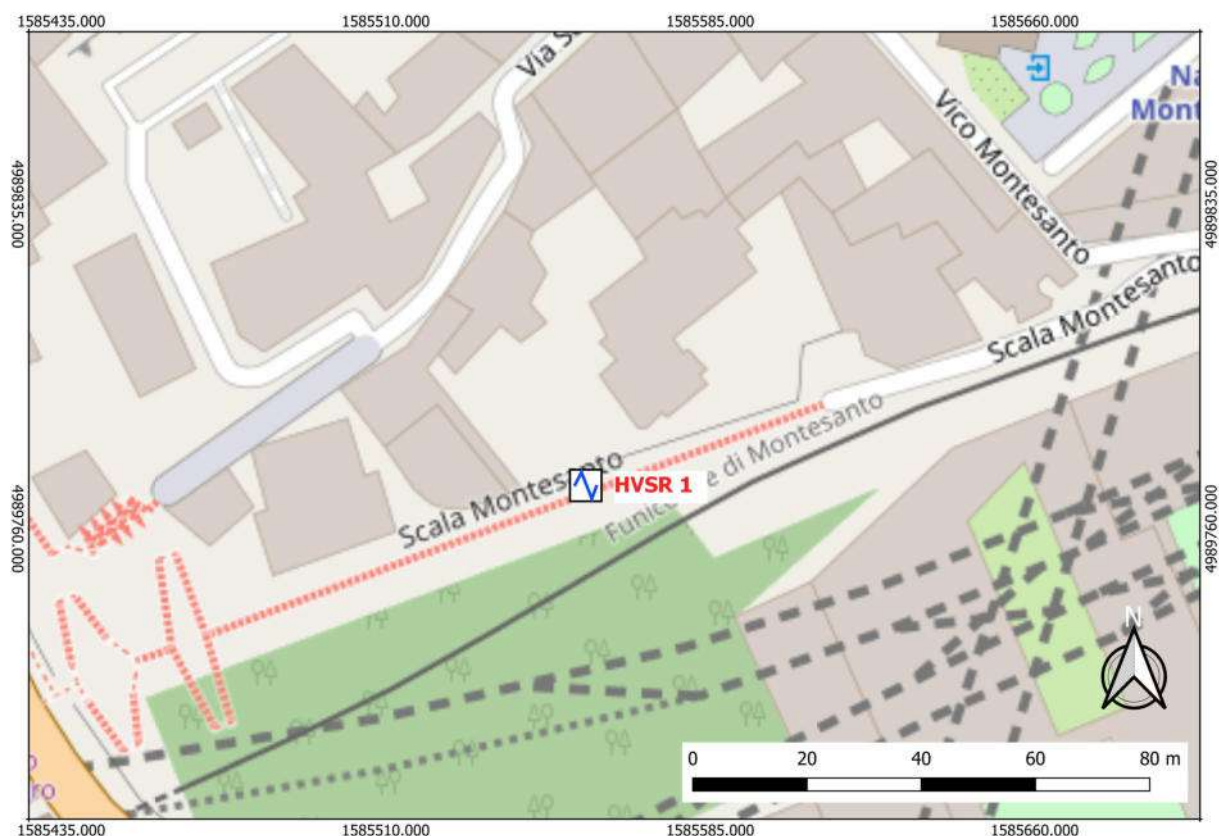 1585435.000 1585510.000 1585585.000 1585660.000
Via S
Na
Mont
Vico Montesanto
4989835.000
4989835.000
Scala Montesanto
Funico e di Montesanto
Scala Montesanto
HVSR 1
4989760.000
4989760.000
N
o
ro
0 20 40 60 80 m
1585435.000 1585510.000 1585585.000 1585660.000